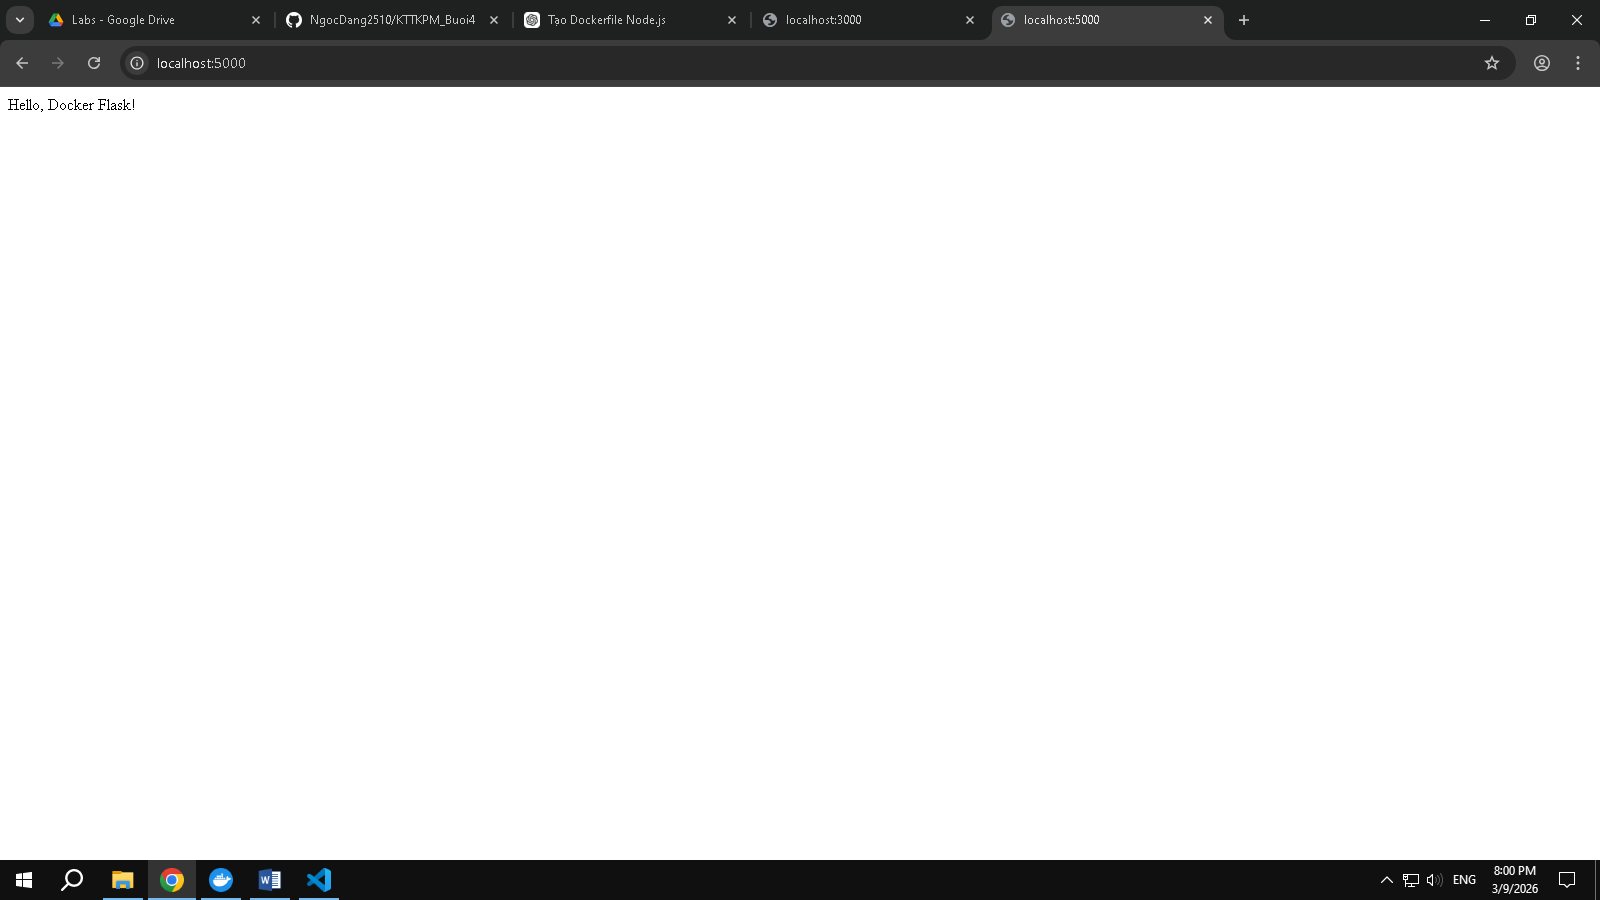 Labs - Google Drive
NgocDang2510/KTTKPM_Buoi4
Tạo Dockerfile Node.js
localhost:3000
localhost:5000
localhost:5000
Hello, Docker Flask!
ENG
8:00 PM
3/9/2026